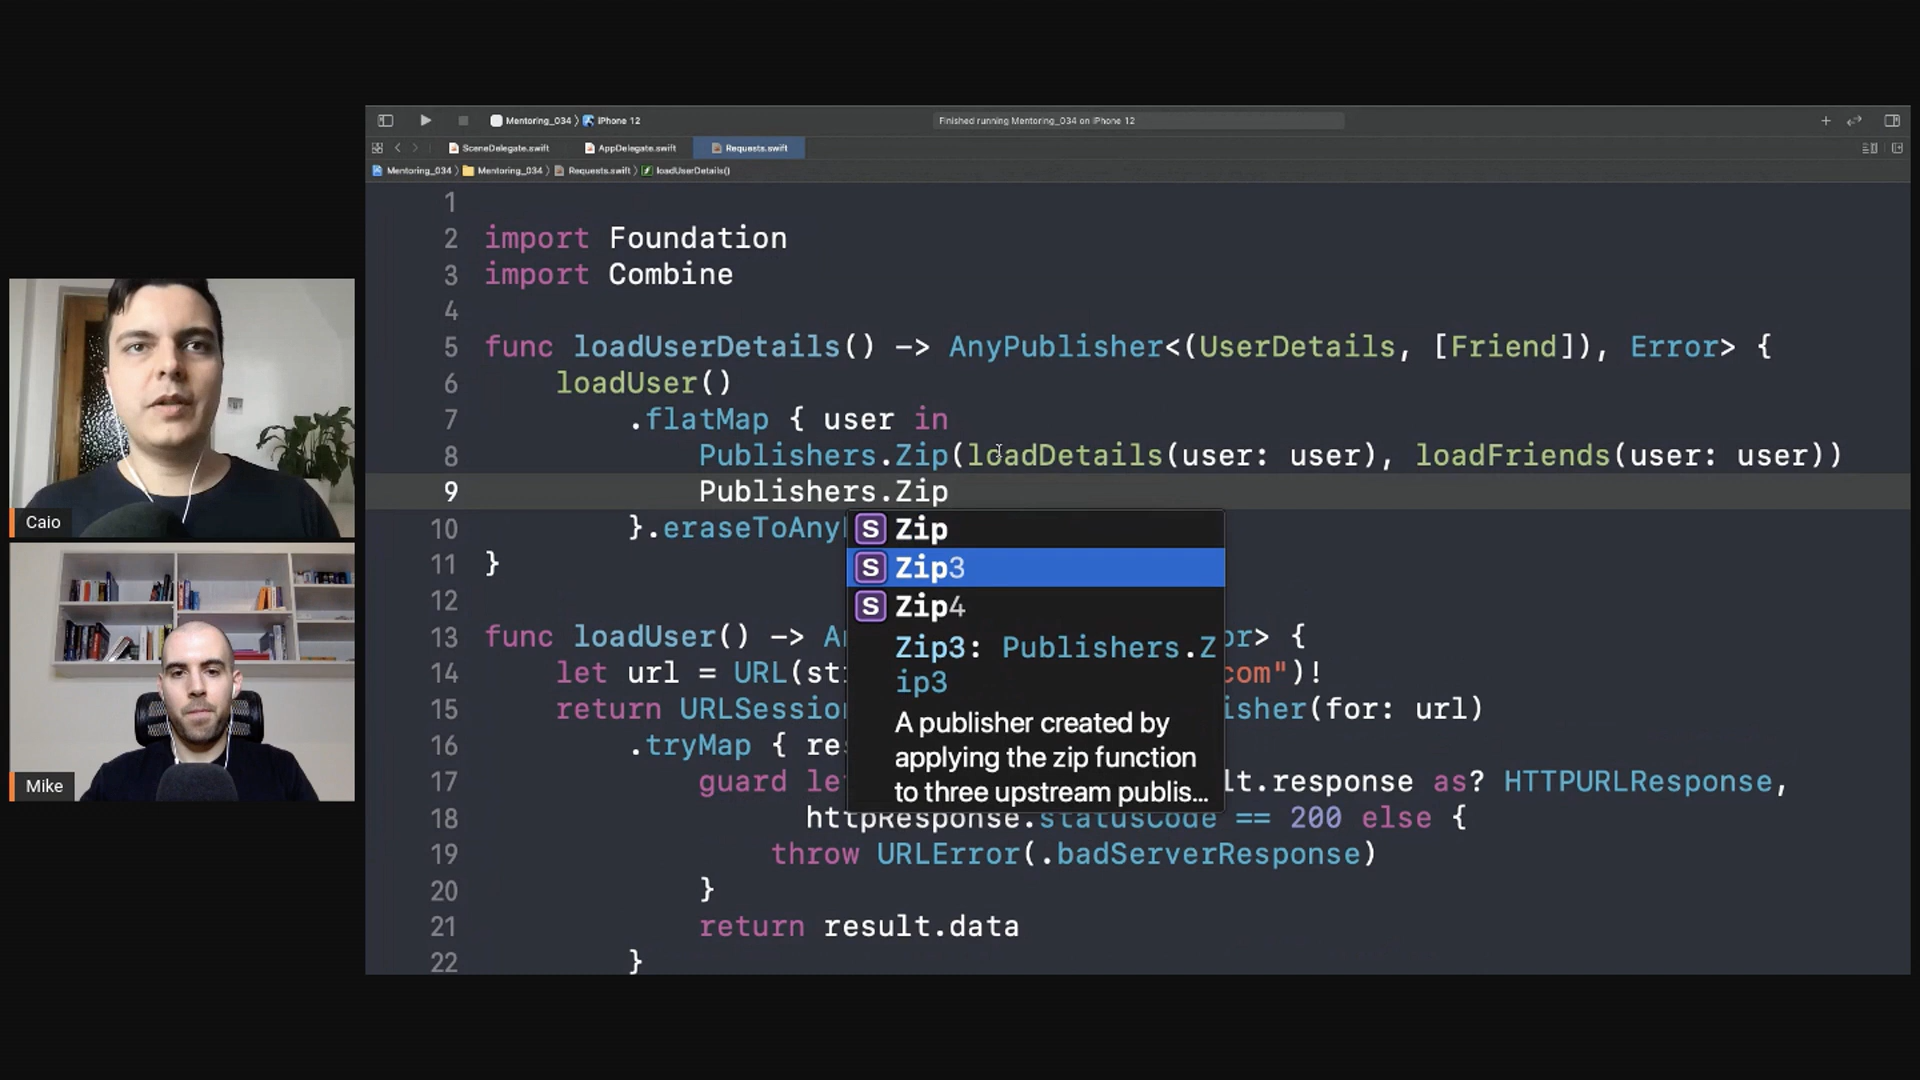 Mentoring_034 〉 iPhone 12
Finished running Mentoring_034 on iPhone 12
SceneDelegate.swift
AppDelegate.swift
Requests.swift
Mentoring_034 〉 Mentoring_034 〉 Requests.swift 〉 loadUserDetails()
1
2 import Foundation
3 import Combine
4
5 func loadUserDetails() -> AnyPublisher<(UserDetails, [Friend]), Error> {
6 loadUser()
7 .flatMap { user in
8 Publishers.Zip(loadDetails(user: user), loadFriends(user: user))
9 Publishers.Zip
10 }.eraseToAny
11 }
12
13 func loadUser() -> A or> {
14 let url = URL(st com")!
15 return URLSession isher(for: url)
16 .tryMap { re
17 guard le lt.response as? HTTPURLResponse,
18 httpResponse.statusCode == 200 else {
19 throw URLError(.badServerResponse)
20 }
21 return result.data
22 }
S Zip
S Zip3
S Zip4
Zip3: Publishers.Z
ip3
A publisher created by
applying the zip function
to three upstream publis...
Caio
Mike